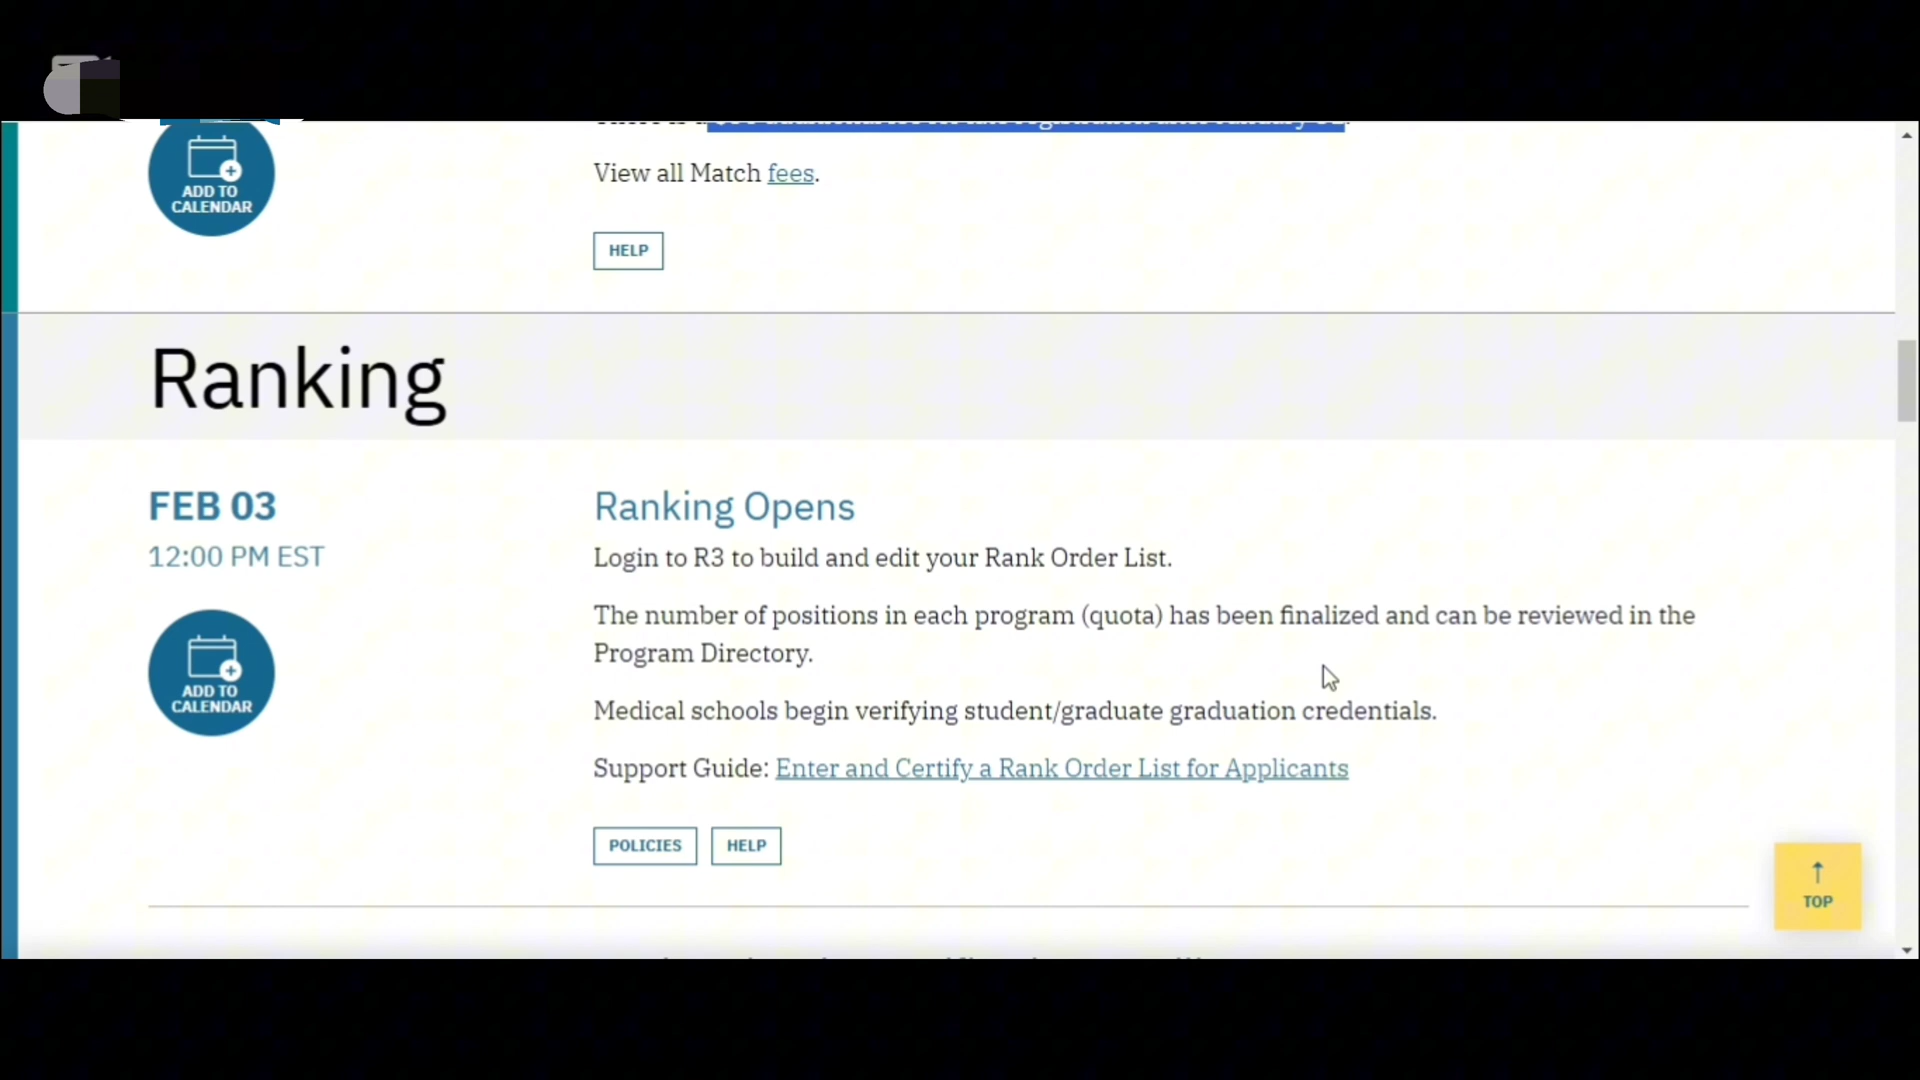 View all Match fees.
ADD TO
CALENDAR
HELP
Ranking
FEB 03
12:00 PM EST
ADD TO
CALENDAR
Ranking Opens
Login to R3 to build and edit your Rank Order List.
The number of positions in each program (quota) has been finalized and can be reviewed in the
Program Directory.
Medical schools begin verifying student/graduate graduation credentials.
Support Guide: Enter and Certify a Rank Order List for Applicants
POLICIES HELP
TOP